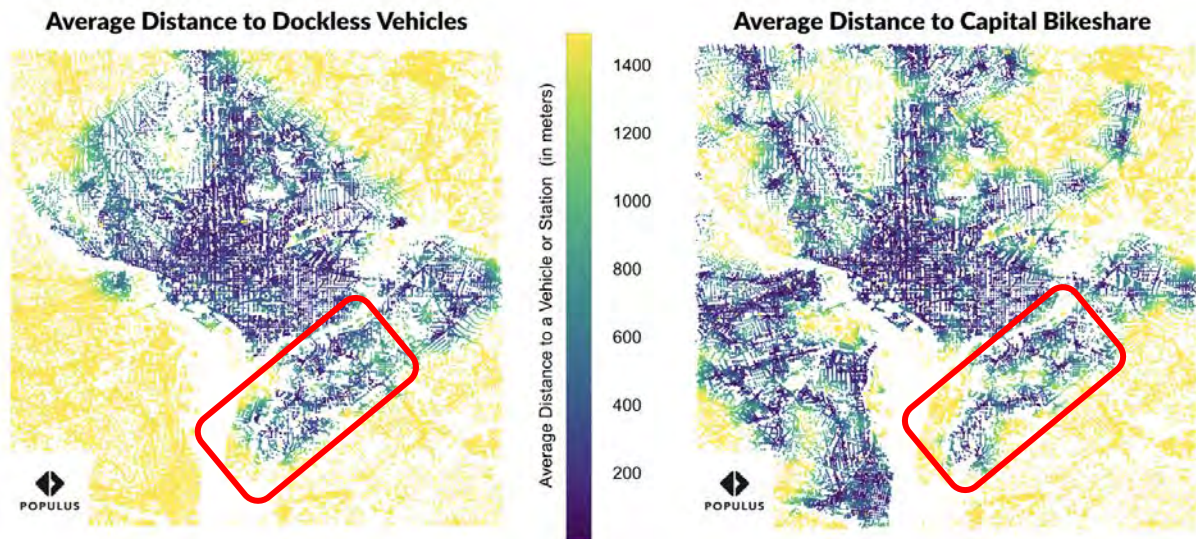 Average Distance to Dockless Vehicles
Average Distance to Capital Bikeshare
Average Distance to a Vehicle or Station (in meters)
1400
1200
1000
800
600
400
200
POPULUS
POPULUS